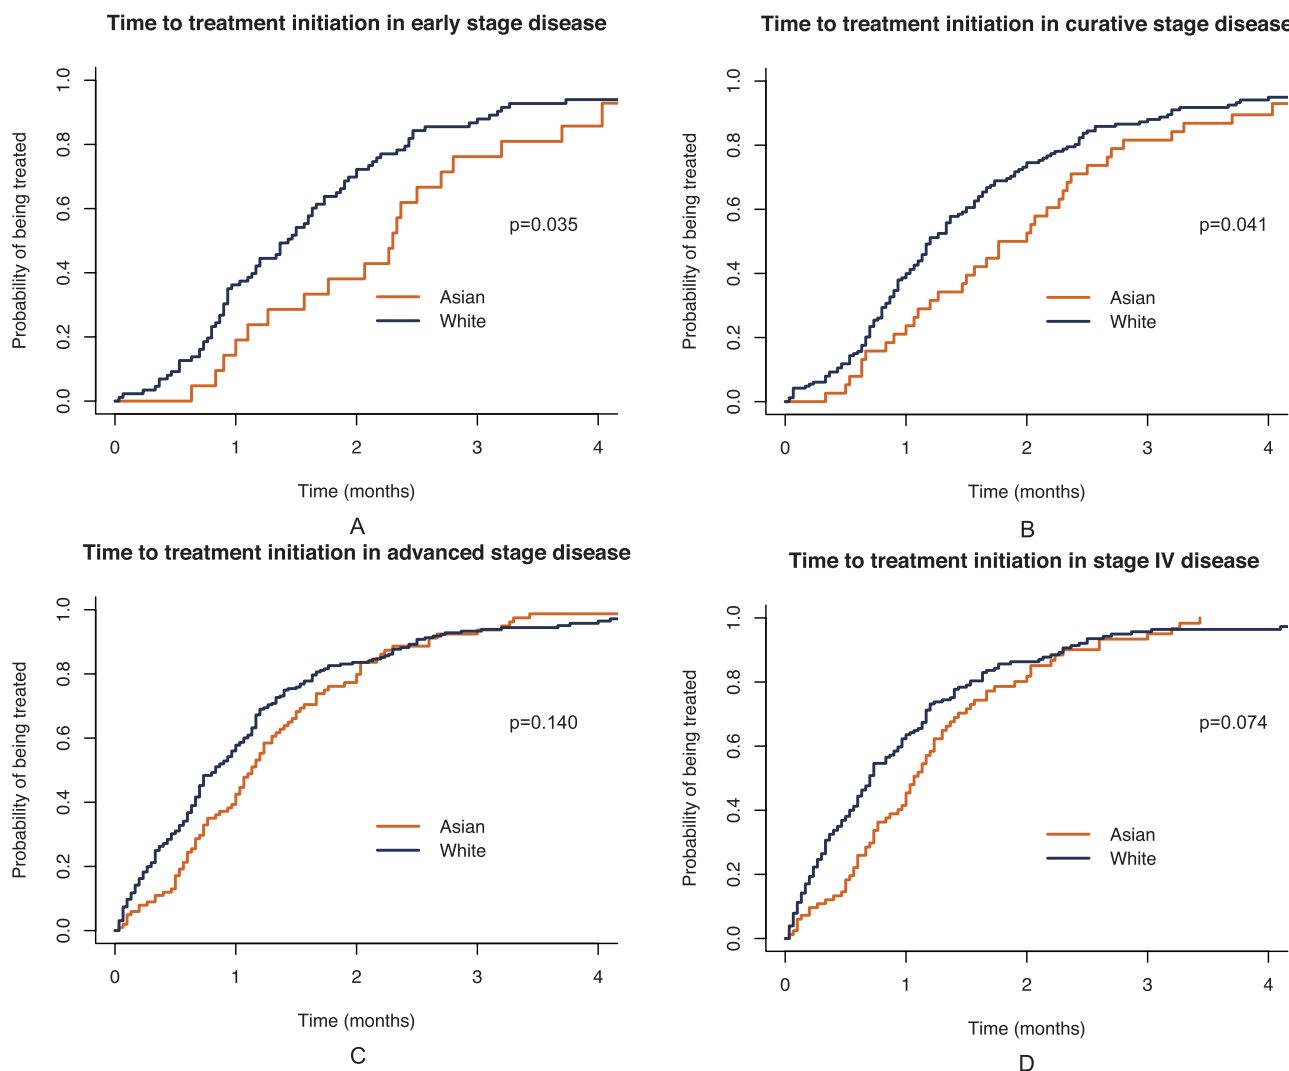 Time to treatment initiation in early stage disease
Probability of being treated
1.0
0.8
0.6
0.4
0.2
0.0
p=0.035
Asian
White
0 1 2 3 4
Time (months)
A
Time to treatment initiation in curative stage disease
Probability of being treated
1.0
0.8
0.6
0.4
0.2
0.0
p=0.041
Asian
White
0 1 2 3 4
Time (months)
B
Time to treatment initiation in advanced stage disease
Probability of being treated
1.0
0.8
0.6
0.4
0.2
0.0
p=0.140
Asian
White
0 1 2 3 4
Time (months)
C
Time to treatment initiation in stage IV disease
Probability of being treated
1.0
0.8
0.6
0.4
0.2
0.0
p=0.074
Asian
White
0 1 2 3 4
Time (months)
D